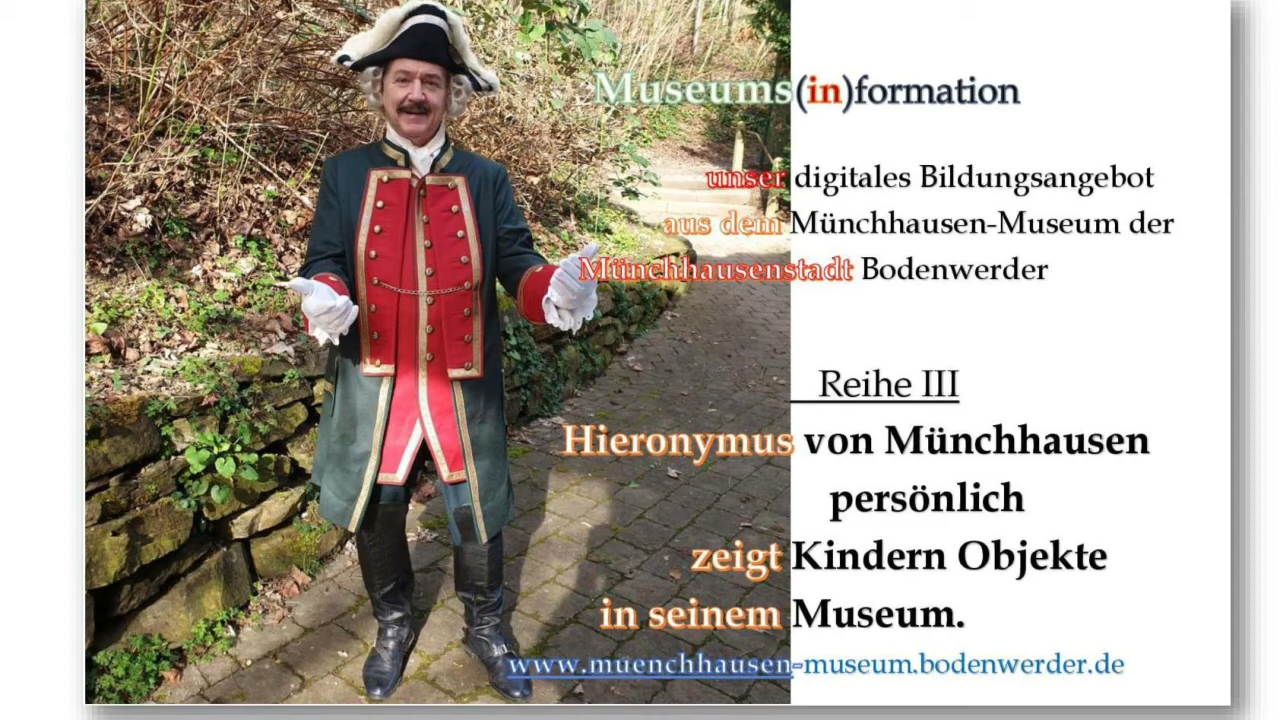 Museums(in)formation
unser digitales Bildungsangebot
aus dem Münchhausen-Museum der
Münchhausenstadt Bodenwerder
Reihe III
Hieronymus von Münchhausen
persönlich
zeigt Kindern Objekte
in seinem Museum.
www.muenchhausen-museum.bodenwerder.de